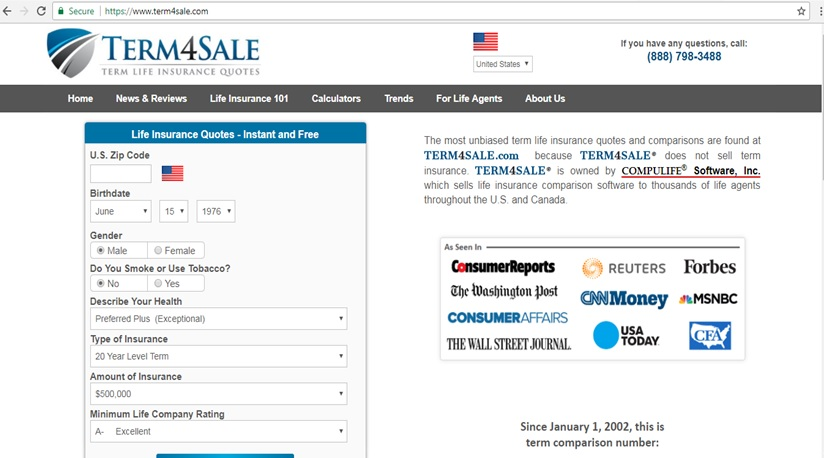 Secure https://www.term4sale.com
TERM4SALE
TERM LIFE INSURANCE QUOTES
United States
If you have any questions, call:
(888) 798-3488
Home News & Reviews Life Insurance 101 Calculators Trends For Life Agents About Us
Life Insurance Quotes - Instant and Free
U.S. Zip Code
Birthdate
June 15 1976
Gender
Male Female
Do You Smoke or Use Tobacco?
No Yes
Describe Your Health
Preferred Plus (Exceptional)
Type of Insurance
20 Year Level Term
Amount of Insurance
$500,000
Minimum Life Company Rating
A- Excellent
The most unbiased term life insurance quotes and comparisons are found at
TERM4SALE.com because TERM4SALE® does not sell term
insurance. TERM4SALE® is owned by COMPULIFE® Software, Inc.
which sells life insurance comparison software to thousands of life agents
throughout the U.S. and Canada.
As Seen In
ConsumerReports REUTERS Forbes
The Washington Post CNNMoney MSNBC
CONSUMERAFFAIRS
USA
TODAY
CFA
THE WALL STREET JOURNAL.
Since January 1, 2002, this is
term comparison number: